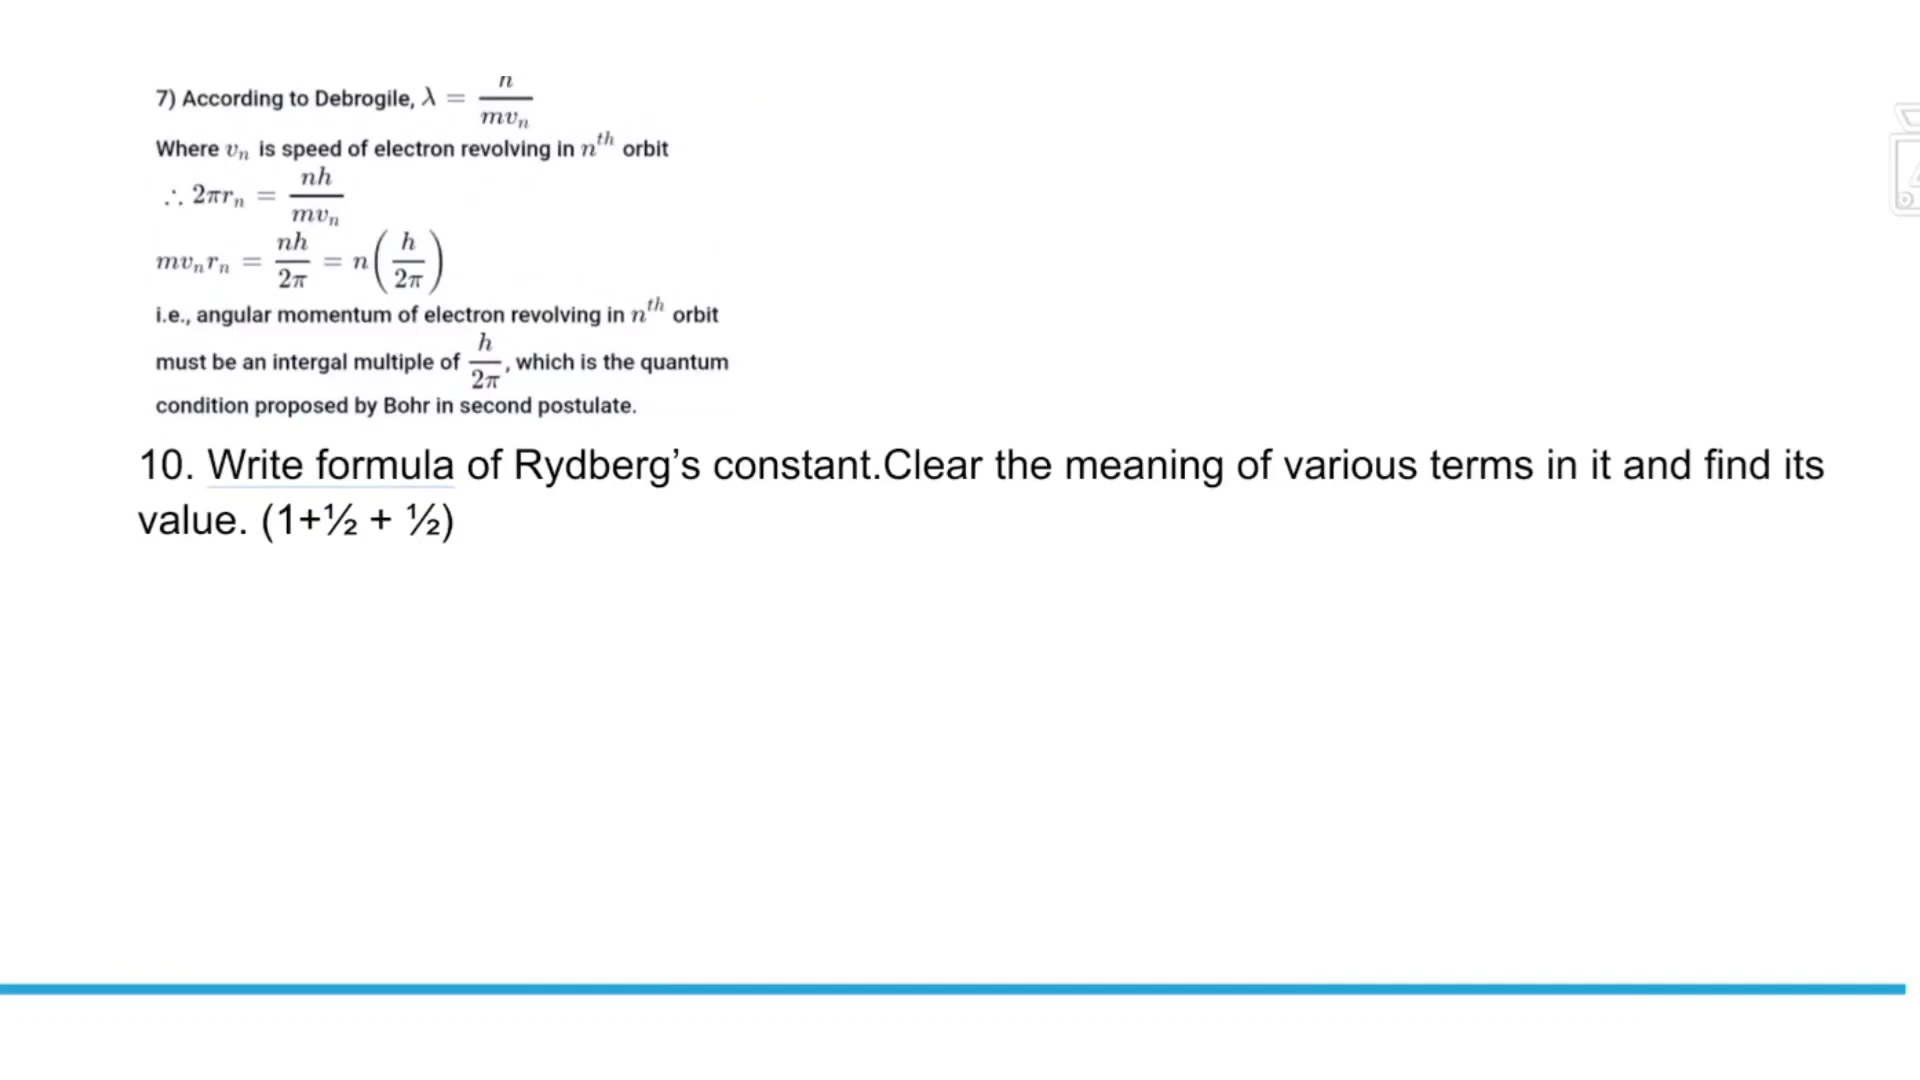 7) According to Debrogile, λ = n/mvₙ
Where vₙ is speed of electron revolving in nᵗʰ orbit
∴ 2πrₙ = nh/mvₙ
mvₙrₙ = nh/2π = n(h/2π)
i.e., angular momentum of electron revolving in nᵗʰ orbit
must be an intergal multiple of h/2π, which is the quantum
condition proposed by Bohr in second postulate.
10. Write formula of Rydberg’s constant.Clear the meaning of various terms in it and find its
value. (1+½ + ½)